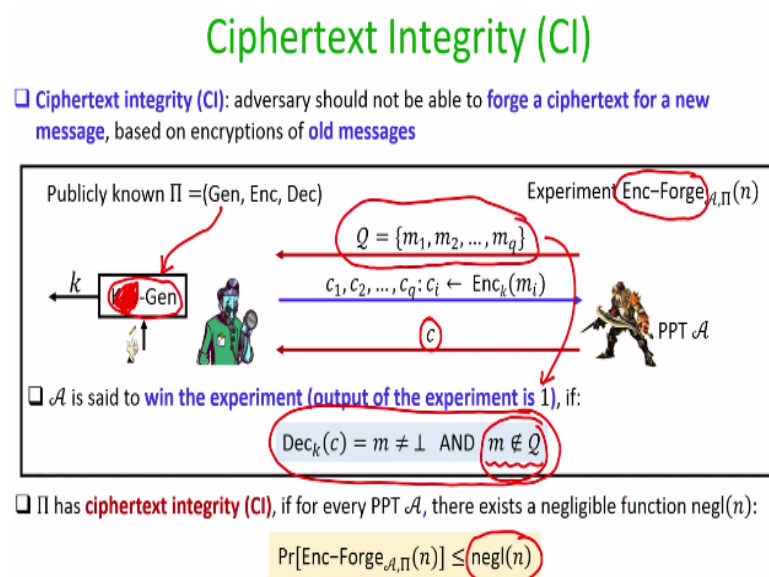 Ciphertext Integrity (CI)
❑ Ciphertext integrity (CI): adversary should not be able to forge a ciphertext for a new
message, based on encryptions of old messages
Publicly known Π =(Gen, Enc, Dec)
Experiment Enc−Forge𝒜,Π(n)
𝒬 = {m₁, m₂, …, m_q}
k
-Gen
c₁, c₂, …, c_q: cᵢ ← Encₖ(mᵢ)
c
PPT 𝒜
❑ 𝒜 is said to win the experiment (output of the experiment is 1), if:
Decₖ(c) = m ≠ ⊥ AND m ∉ 𝒬
❑ Π has ciphertext integrity (CI), if for every PPT 𝒜, there exists a negligible function negl(n):
Pr[Enc−Forge𝒜,Π(n)] ≤ negl(n)